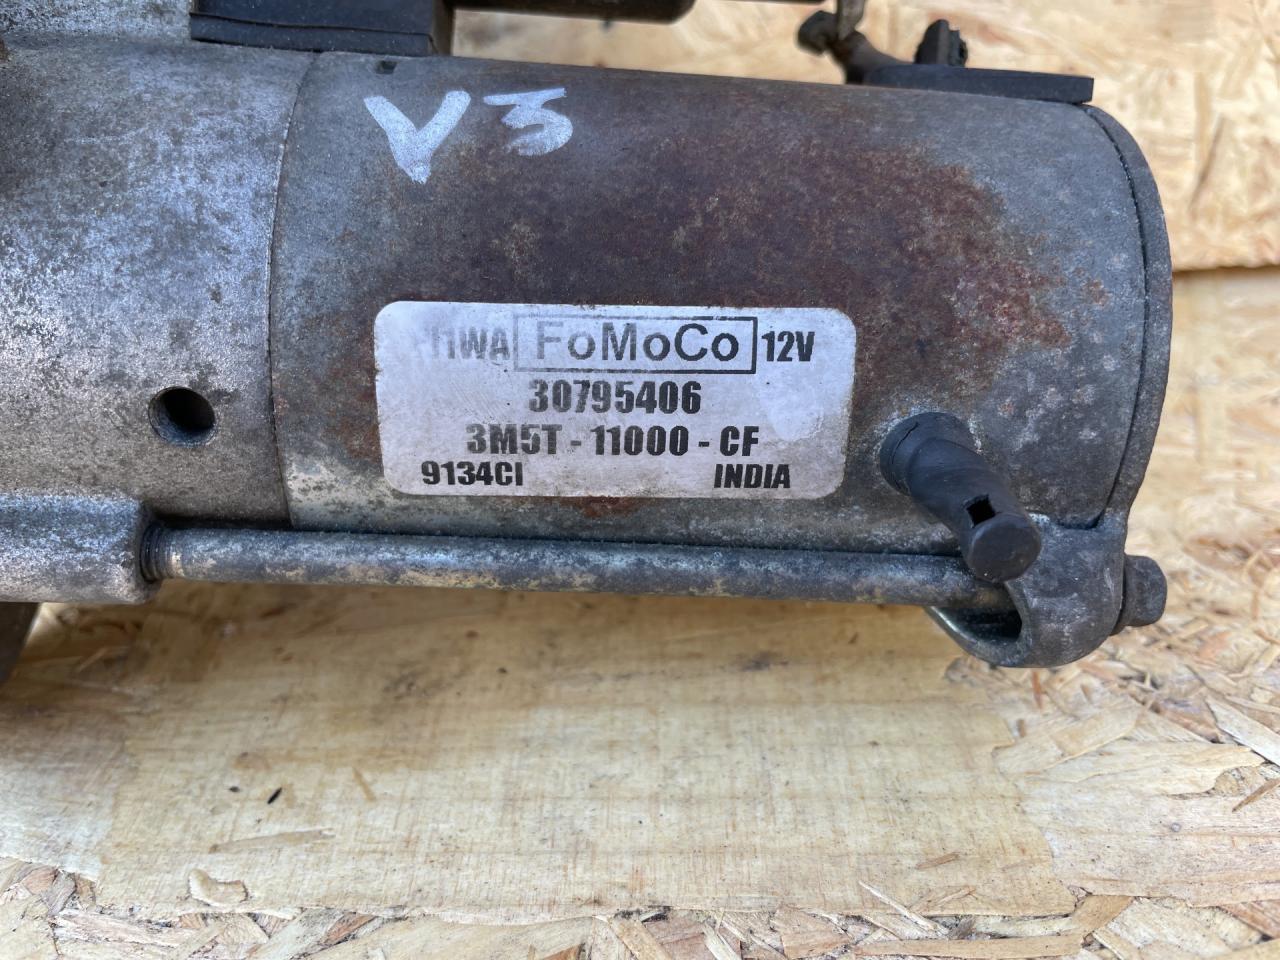 V3
FoMoCo 12V
30795406
3M5T - 11000 - CF
9134CI INDIA